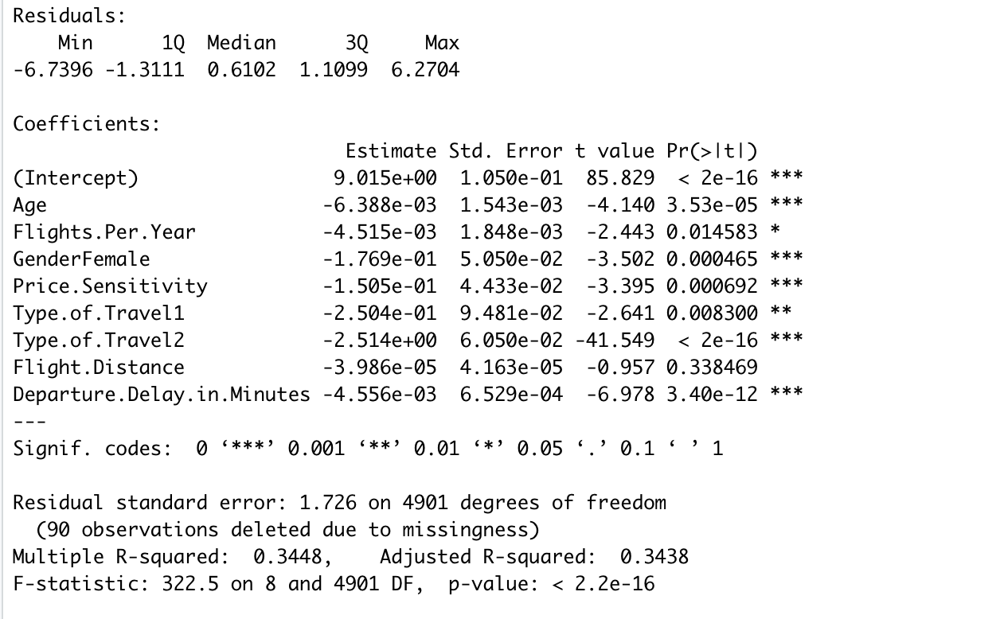 Residuals:
    Min      1Q  Median      3Q     Max
-6.7396 -1.3111  0.6102  1.1099  6.2704

Coefficients:
                             Estimate Std. Error t value Pr(>|t|)
(Intercept)                 9.015e+00  1.050e-01  85.829  < 2e-16 ***
Age                        -6.388e-03  1.543e-03  -4.140 3.53e-05 ***
Flights.Per.Year           -4.515e-03  1.848e-03  -2.443 0.014583 *
GenderFemale               -1.769e-01  5.050e-02  -3.502 0.000465 ***
Price.Sensitivity          -1.505e-01  4.433e-02  -3.395 0.000692 ***
Type.of.Travel1            -2.504e-01  9.481e-02  -2.641 0.008300 **
Type.of.Travel2            -2.514e+00  6.050e-02 -41.549  < 2e-16 ***
Flight.Distance            -3.986e-05  4.163e-05  -0.957 0.338469
Departure.Delay.in.Minutes -4.556e-03  6.529e-04  -6.978 3.40e-12 ***
---
Signif. codes:  0 ‘***’ 0.001 ‘**’ 0.01 ‘*’ 0.05 ‘.’ 0.1 ‘ ’ 1

Residual standard error: 1.726 on 4901 degrees of freedom
  (90 observations deleted due to missingness)
Multiple R-squared:  0.3448,    Adjusted R-squared:  0.3438
F-statistic: 322.5 on 8 and 4901 DF,  p-value: < 2.2e-16